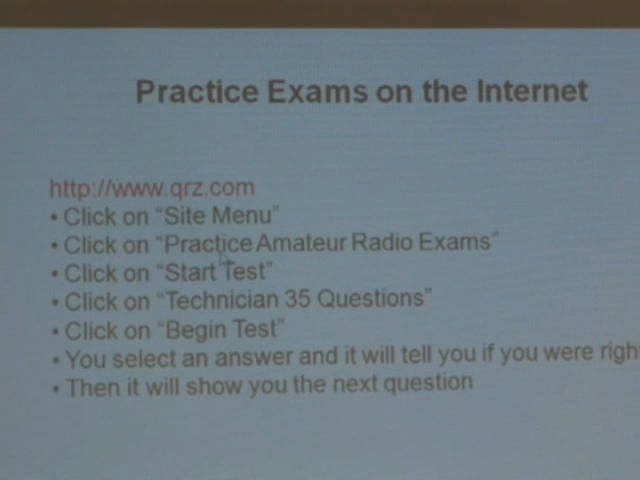 Practice Exams on the Internet
http://www.qrz.com
• Click on “Site Menu”
• Click on “Practice Amateur Radio Exams”
• Click on “Start Test”
• Click on “Technician 35 Questions”
• Click on “Begin Test”
• You select an answer and it will tell you if you were righ
• Then it will show you the next question